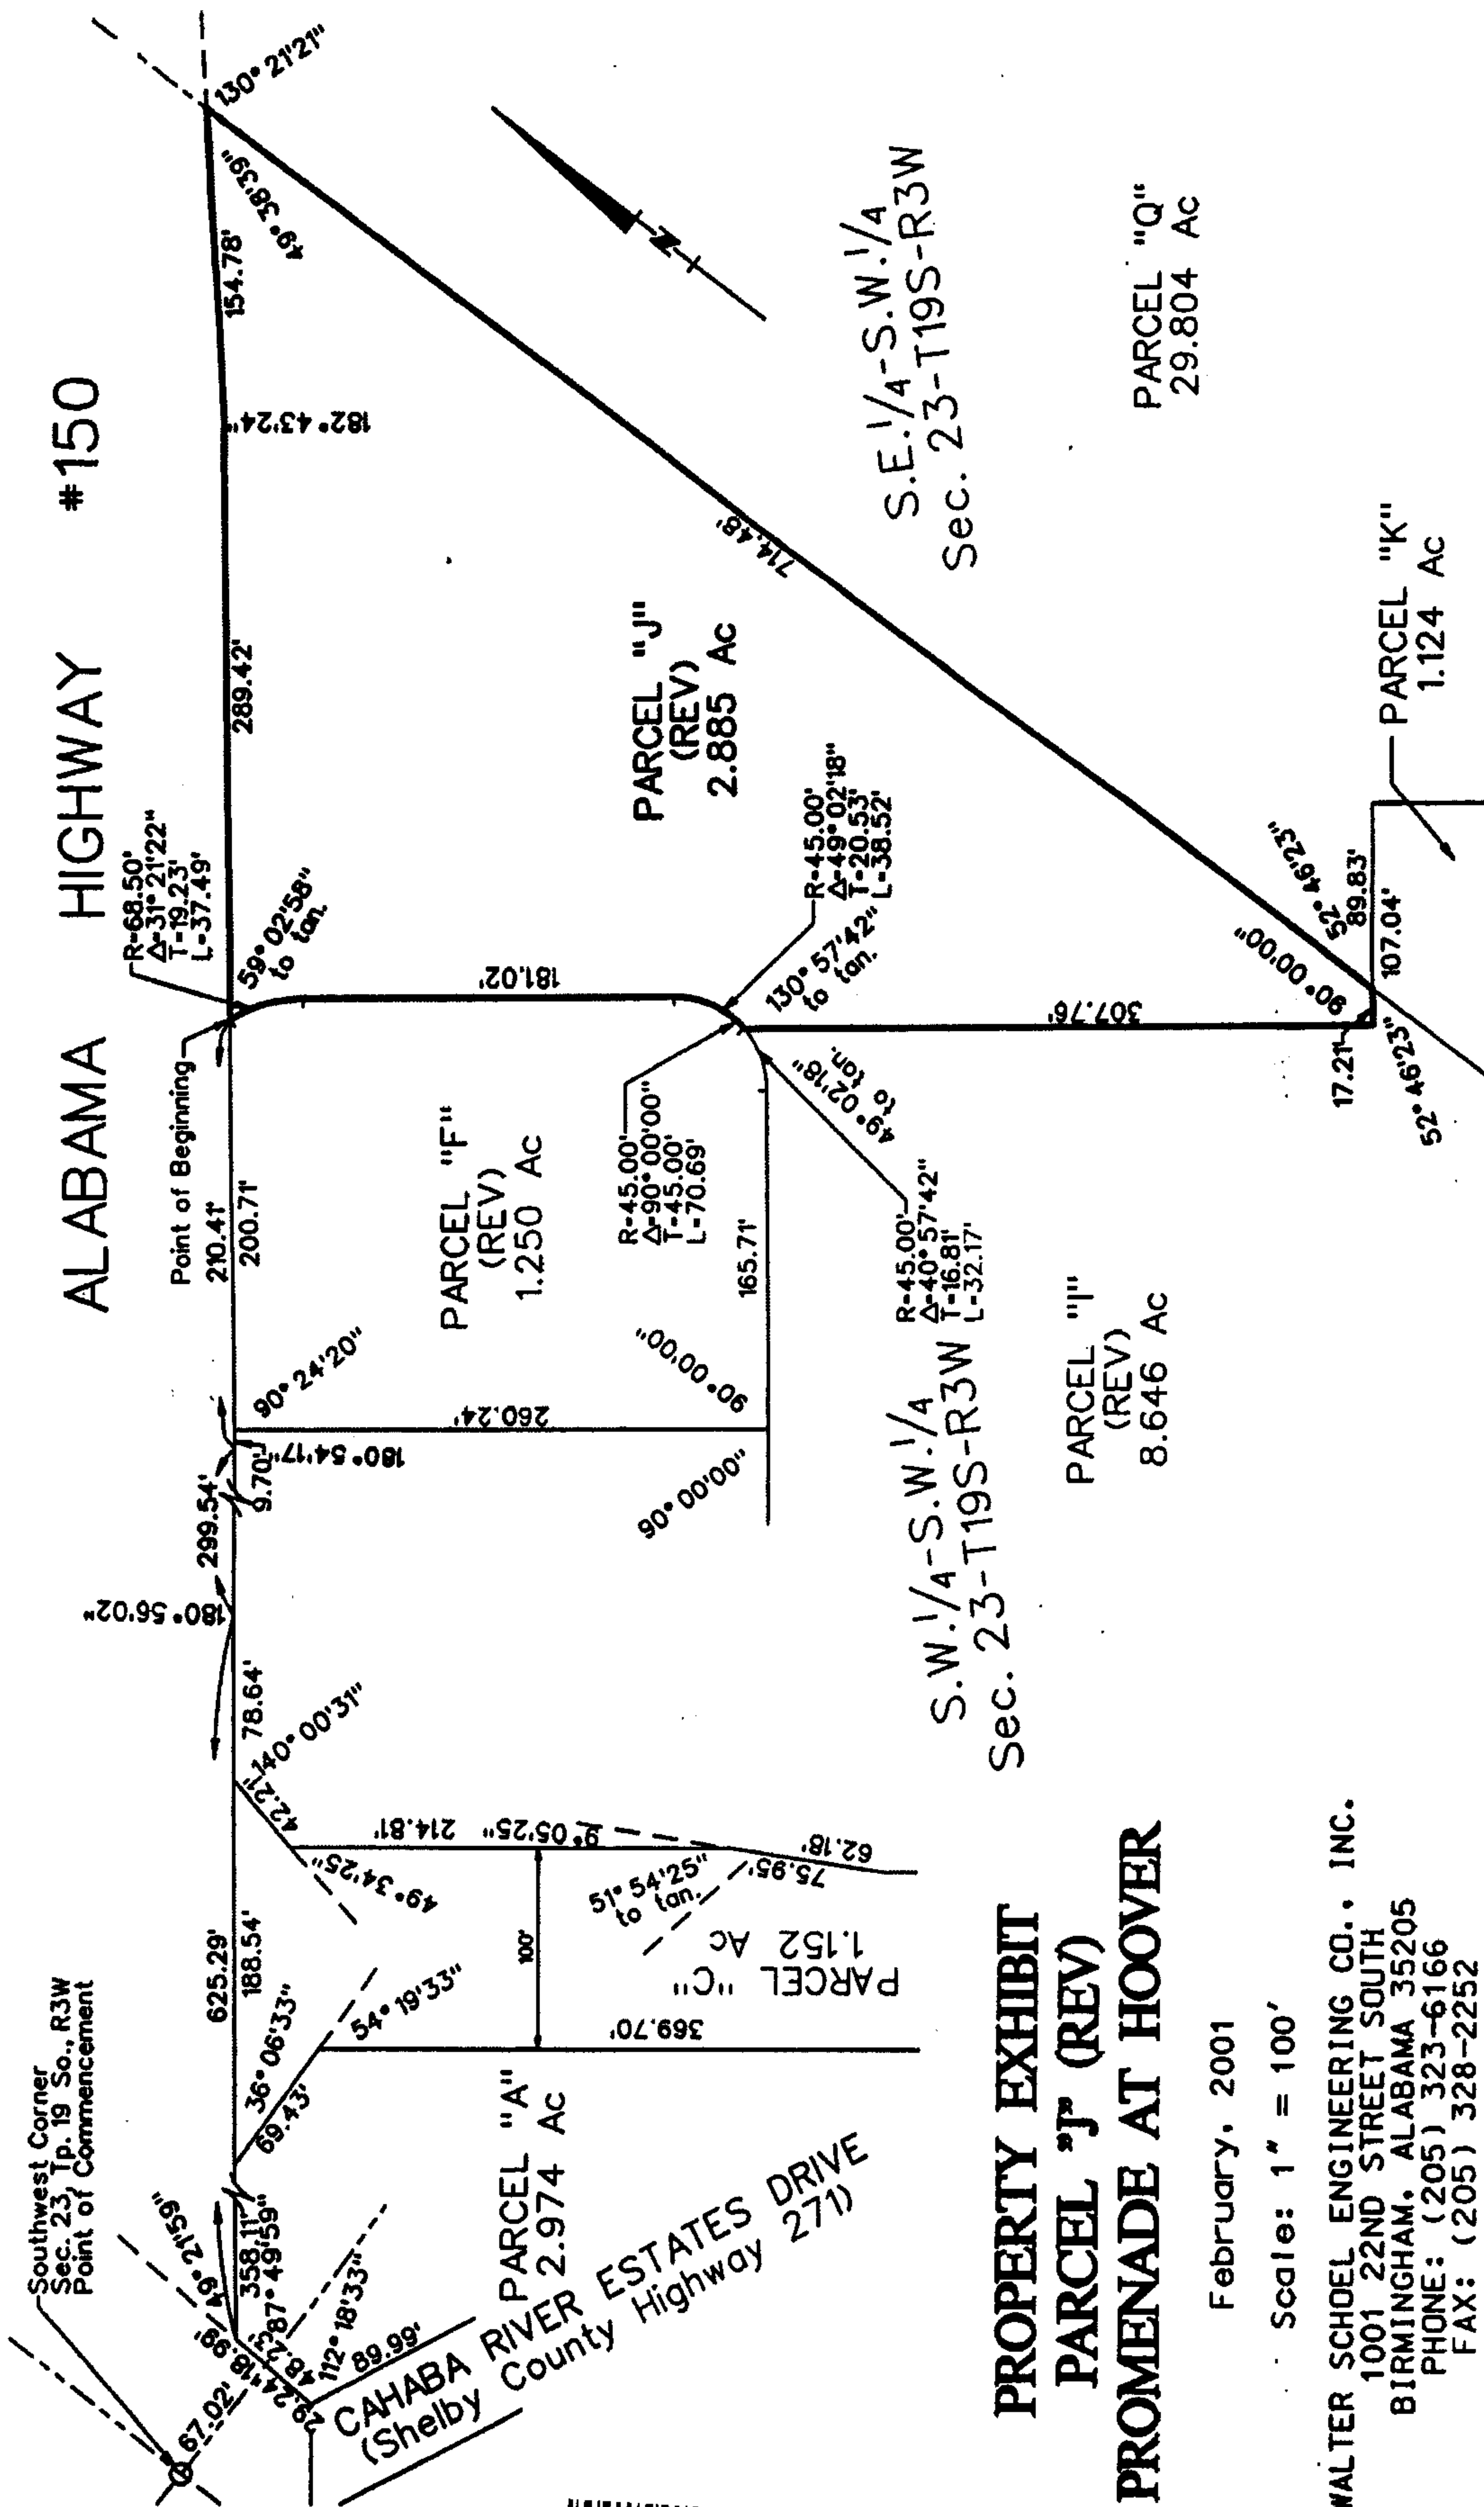 ALABAMA HIGHWAY #150
Southwest Corner
Sec. 23, Tp. 19 So., R3W
Point of Commencement
67.02'
49° 21'59"
358.11'
87° 49'59"
112° 18'33"
89.99'
CAHABA RIVER ESTATES DRIVE
(Shelby County Highway 271)
PARCEL "A"
2.974 Ac
625.29'
188.54'
36° 06'33"
69.43'
54° 19'33"
369.70'
100'
PARCEL "C"
1.152 Ac
49° 34'25"
214.81'
9° 05'25"
51° 54'25"
to tan.
75.95'
62.18'
78.64'
180° 56'02"
299.54'
9.70'
180° 54'17"
90° 24'20"
260.24'
90° 00'00"
90° 00'00"
210.41'
200.71'
Point of Beginning
PARCEL "F"
(REV)
1.250 Ac
165.71'
R=45.00'
Δ=90° 00'00"
T=45.00'
L=70.69'
R=68.50'
Δ=31° 21'22"
T=19.23'
L=37.49'
59° 02'58"
to tan.
181.02'
289.42'
182° 43'24"
154.78'
49° 38'39"
130° 21'21"
714.48'
N
PARCEL "J"
(REV)
2.885 Ac
R=45.00'
Δ=49° 02'18"
T=20.53'
L=38.52'
130° 57'42"
to tan.
49° 02'18"
to tan.
R=45.00'
Δ=40° 57'42"
T=16.81'
L=32.17'
307.76'
90° 00'00"
52° 46'23"
89.83'
107.04'
17.21'
52° 46'23"
PARCEL "K"
1.124 Ac
S.E.1/4-S.W.1/4
Sec. 23-T19S-R3W
PARCEL "Q"
29.804 Ac
S.W.1/4-S.W.1/4
Sec. 23-T19S-R3W
PARCEL "I"
(REV)
8.646 Ac
PROPERTY EXHIBIT
PARCEL "J" (REV)
PROMENADE AT HOOVER
February, 2001
Scale: 1" = 100'
WALTER SCHOEL ENGINEERING CO., INC.
1001 22ND STREET SOUTH
BIRMINGHAM, ALABAMA 35205
PHONE: (205) 323-6166
FAX: (205) 328-2252